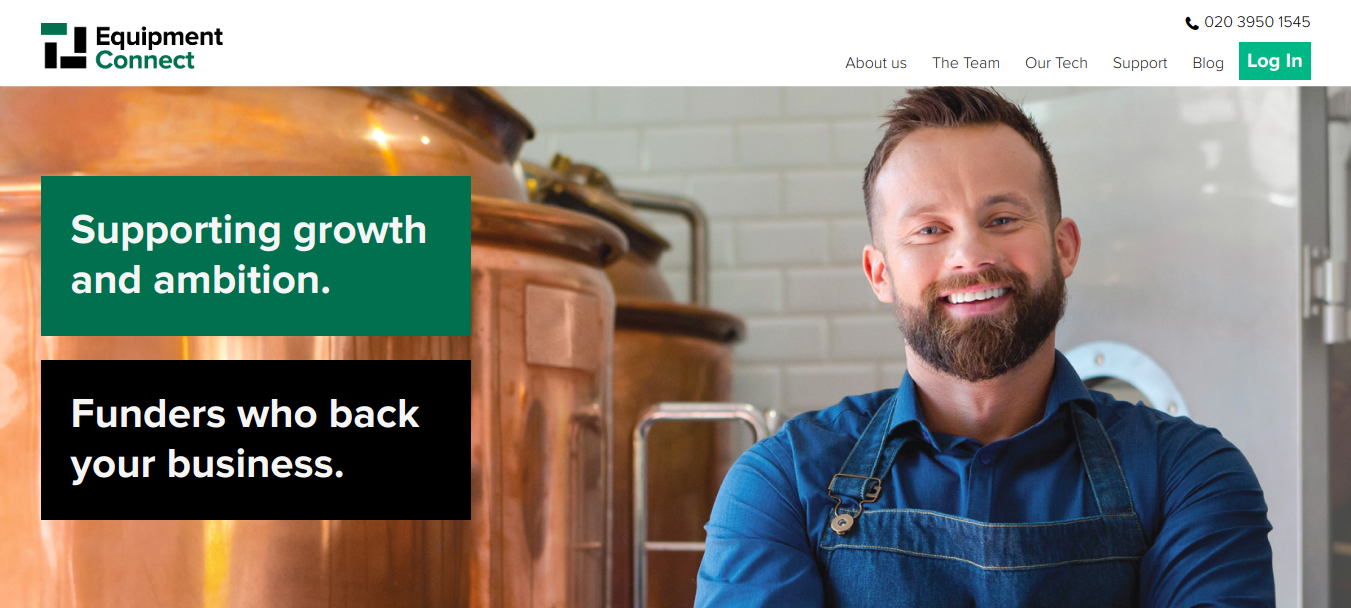 Equipment
Connect
020 3950 1545
About us
The Team
Our Tech
Support
Blog
Log In
Supporting growth
and ambition.
Funders who back
your business.